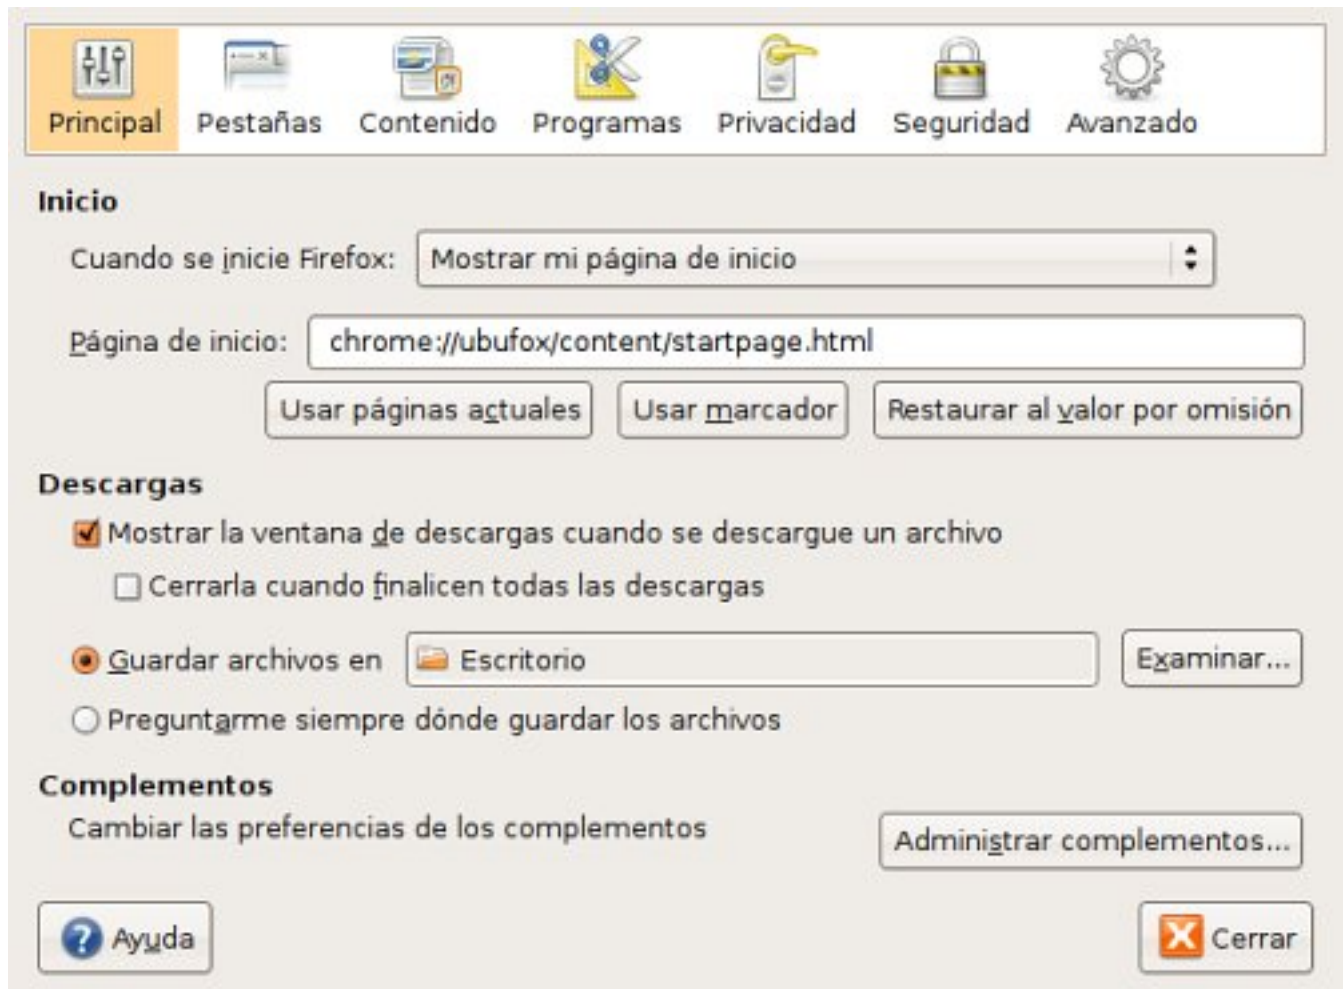 Principal Pestañas Contenido Programas Privacidad Seguridad Avanzado
Inicio
Cuando se inicie Firefox: Mostrar mi página de inicio
Página de inicio: chrome://ubufox/content/startpage.html
Usar páginas actuales Usar marcador Restaurar al valor por omisión
Descargas
Mostrar la ventana de descargas cuando se descargue un archivo
Cerrarla cuando finalicen todas las descargas
Guardar archivos en Escritorio Examinar...
Preguntarme siempre dónde guardar los archivos
Complementos
Cambiar las preferencias de los complementos
Administrar complementos...
Ayuda Cerrar